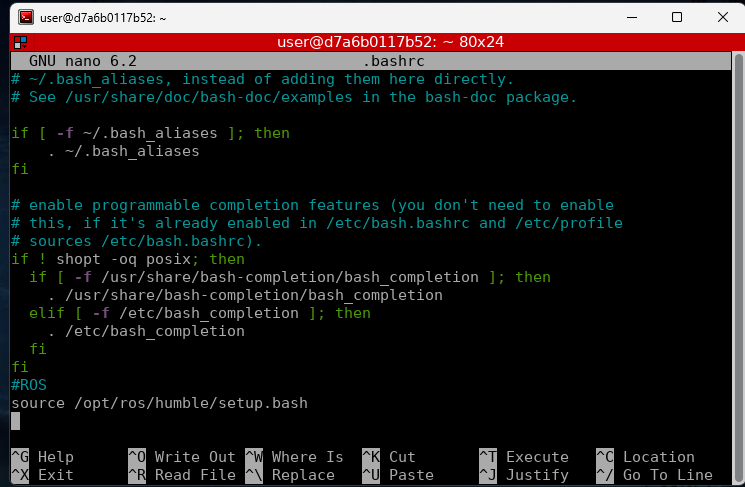 user@d7a6b0117b52: ~
user@d7a6b0117b52: ~ 80x24
GNU nano 6.2 .bashrc
# ~/.bash_aliases, instead of adding them here directly.
# See /usr/share/doc/bash-doc/examples in the bash-doc package.
if [ -f ~/.bash_aliases ]; then
    . ~/.bash_aliases
fi
# enable programmable completion features (you don't need to enable
# this, if it's already enabled in /etc/bash.bashrc and /etc/profile
# sources /etc/bash.bashrc).
if ! shopt -oq posix; then
  if [ -f /usr/share/bash-completion/bash_completion ]; then
    . /usr/share/bash-completion/bash_completion
  elif [ -f /etc/bash_completion ]; then
    . /etc/bash_completion
  fi
fi
#ROS
source /opt/ros/humble/setup.bash
^G Help ^O Write Out ^W Where Is ^K Cut ^T Execute ^C Location
^X Exit ^R Read File ^\ Replace ^U Paste ^J Justify ^/ Go To Line